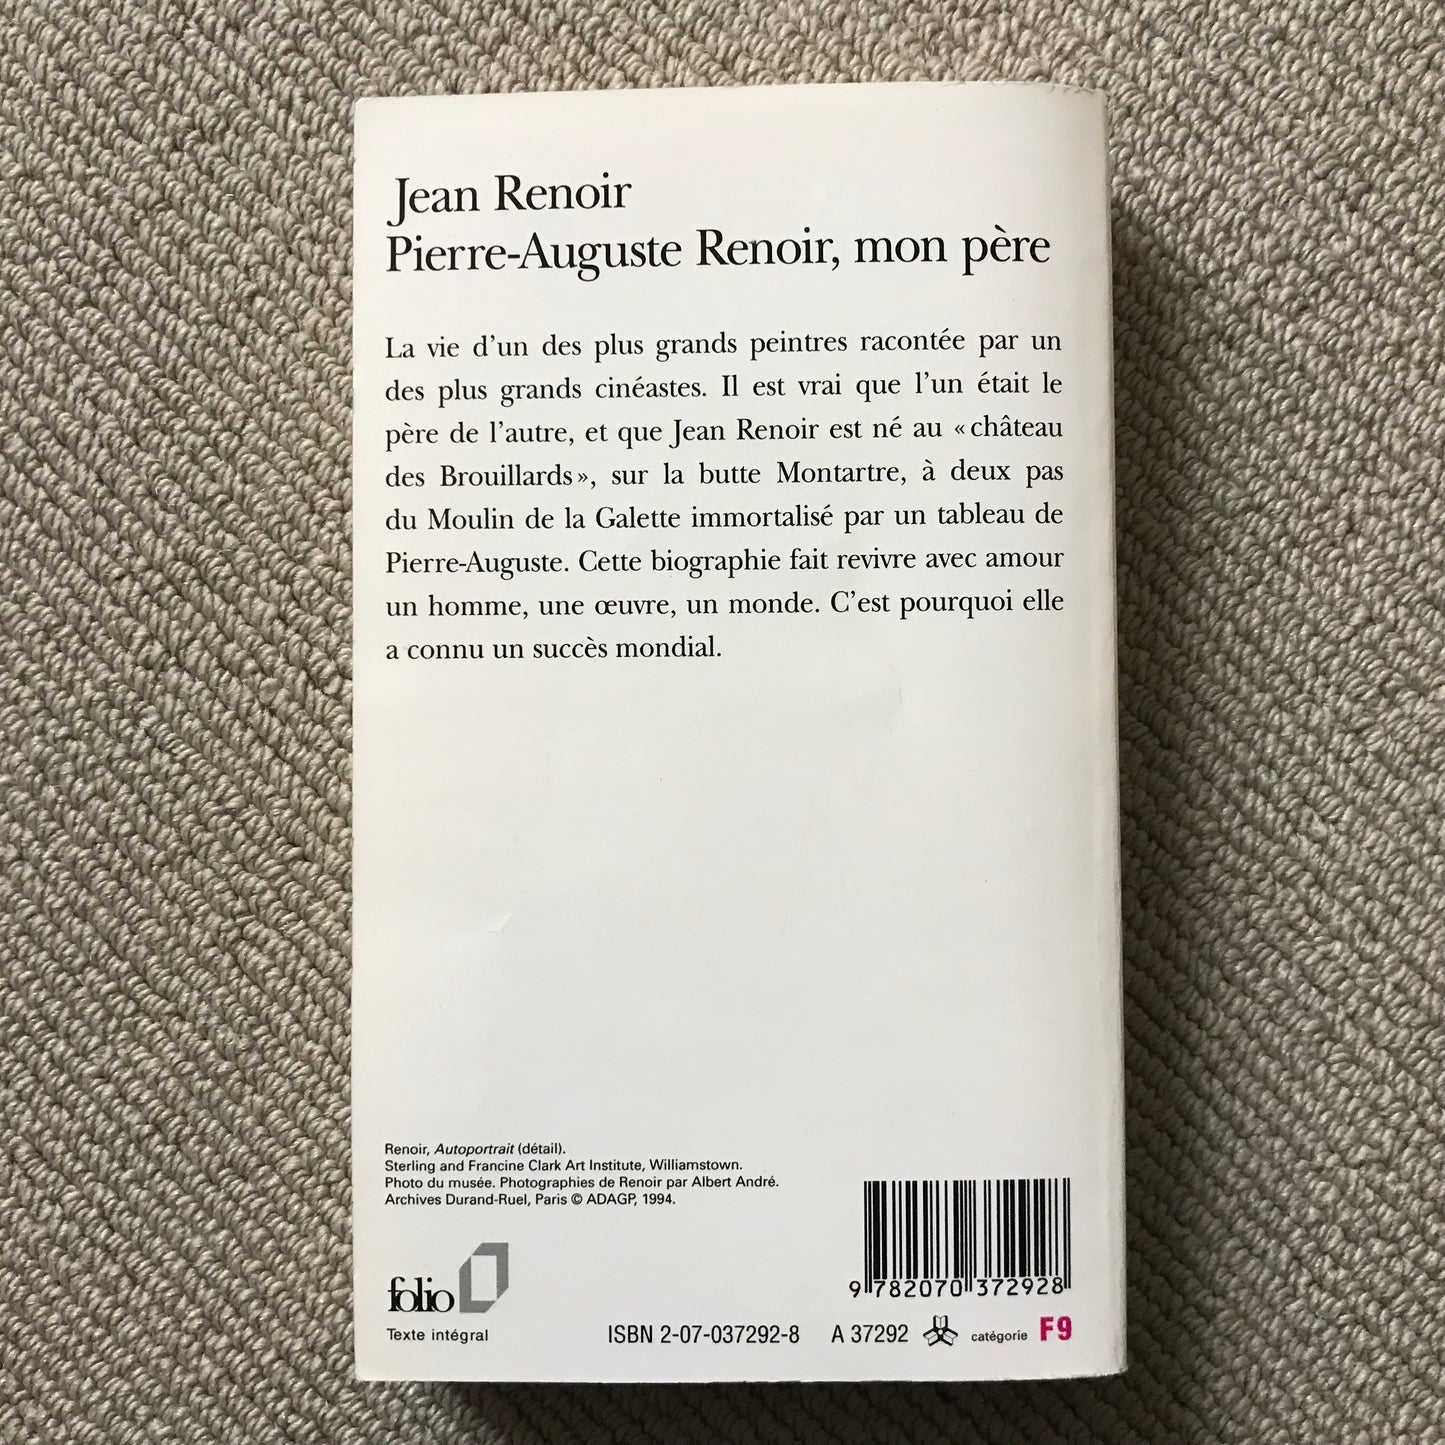 Jean Renoir
Pierre-Auguste Renoir, mon père
La vie d'un des plus grands peintres racontée par un
des plus grands cinéastes. Il est vrai que l'un était le
père de l'autre, et que Jean Renoir est né au « château
des Brouillards », sur la butte Montartre, à deux pas
du Moulin de la Galette immortalisé par un tableau de
Pierre-Auguste. Cette biographie fait revivre avec amour
un homme, une œuvre, un monde. C'est pourquoi elle
a connu un succès mondial.
Renoir, Autoportrait (détail).
Sterling and Francine Clark Art Institute, Williamstown.
Photo du musée. Photographies de Renoir par Albert André.
Archives Durand-Ruel, Paris © ADAGP, 1994.
9 782070 372928
folio
Texte intégral
ISBN 2-07-037292-8 A 37292 catégorie F9